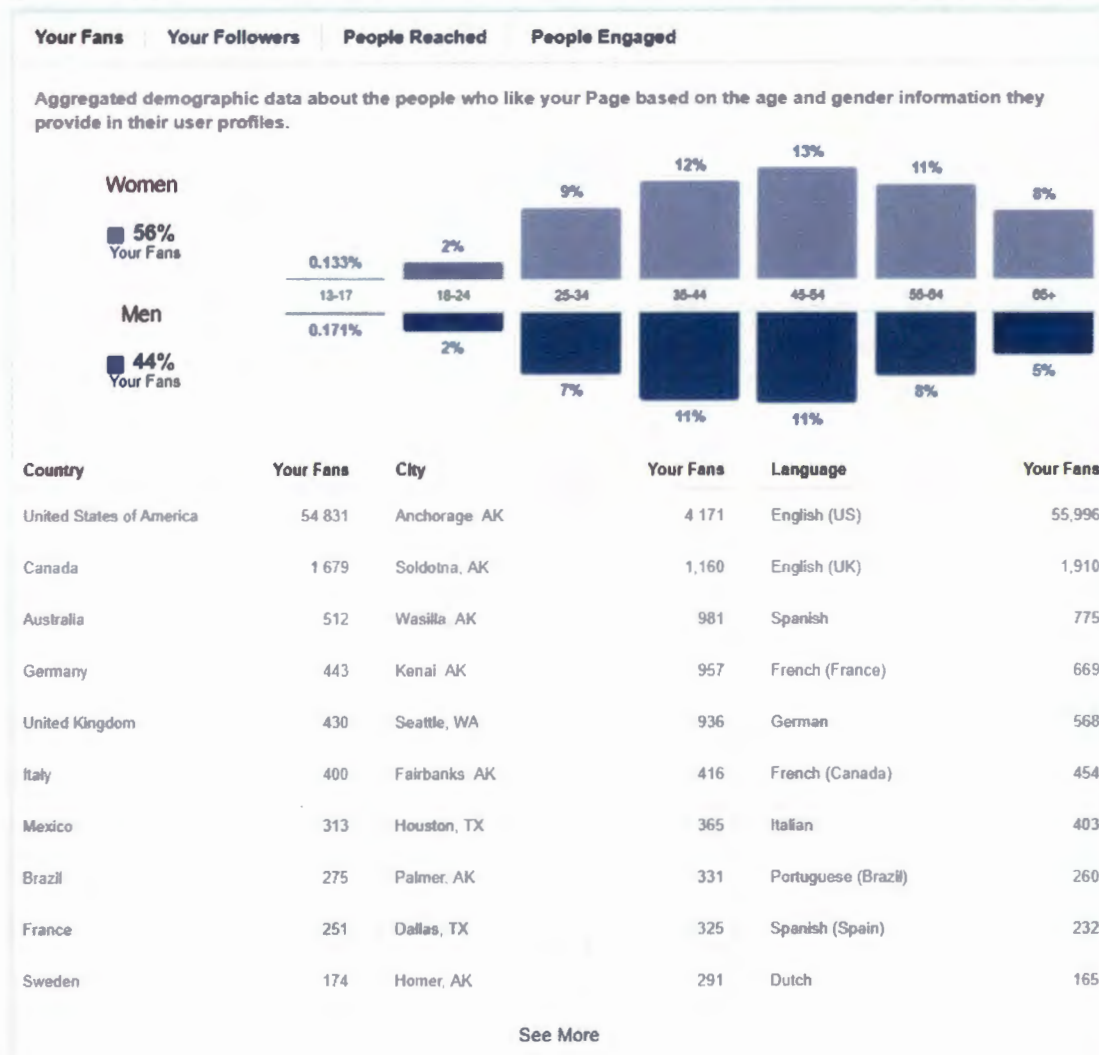 Your Fans Your Followers People Reached People Engaged
Aggregated demographic data about the people who like your Page based on the age and gender information they
provide in their user profiles.
Women
56%
Your Fans
Men
44%
Your Fans
0.133% 2% 9% 12% 13% 11% 8%
13-17 18-24 25-34 35-44 45-54 55-64 65+
0.171% 2% 7% 11% 11% 8% 5%
Country Your Fans City Your Fans Language Your Fans
United States of America 54 831 Anchorage AK 4 171 English (US) 55,996
Canada 1 679 Soldotna, AK 1,160 English (UK) 1,910
Australia 512 Wasilla AK 981 Spanish 775
Germany 443 Kenai AK 957 French (France) 669
United Kingdom 430 Seattle, WA 936 German 568
Italy 400 Fairbanks AK 416 French (Canada) 454
Mexico 313 Houston, TX 365 Italian 403
Brazil 275 Palmer, AK 331 Portuguese (Brazil) 260
France 251 Dallas, TX 325 Spanish (Spain) 232
Sweden 174 Homer, AK 291 Dutch 165
See More